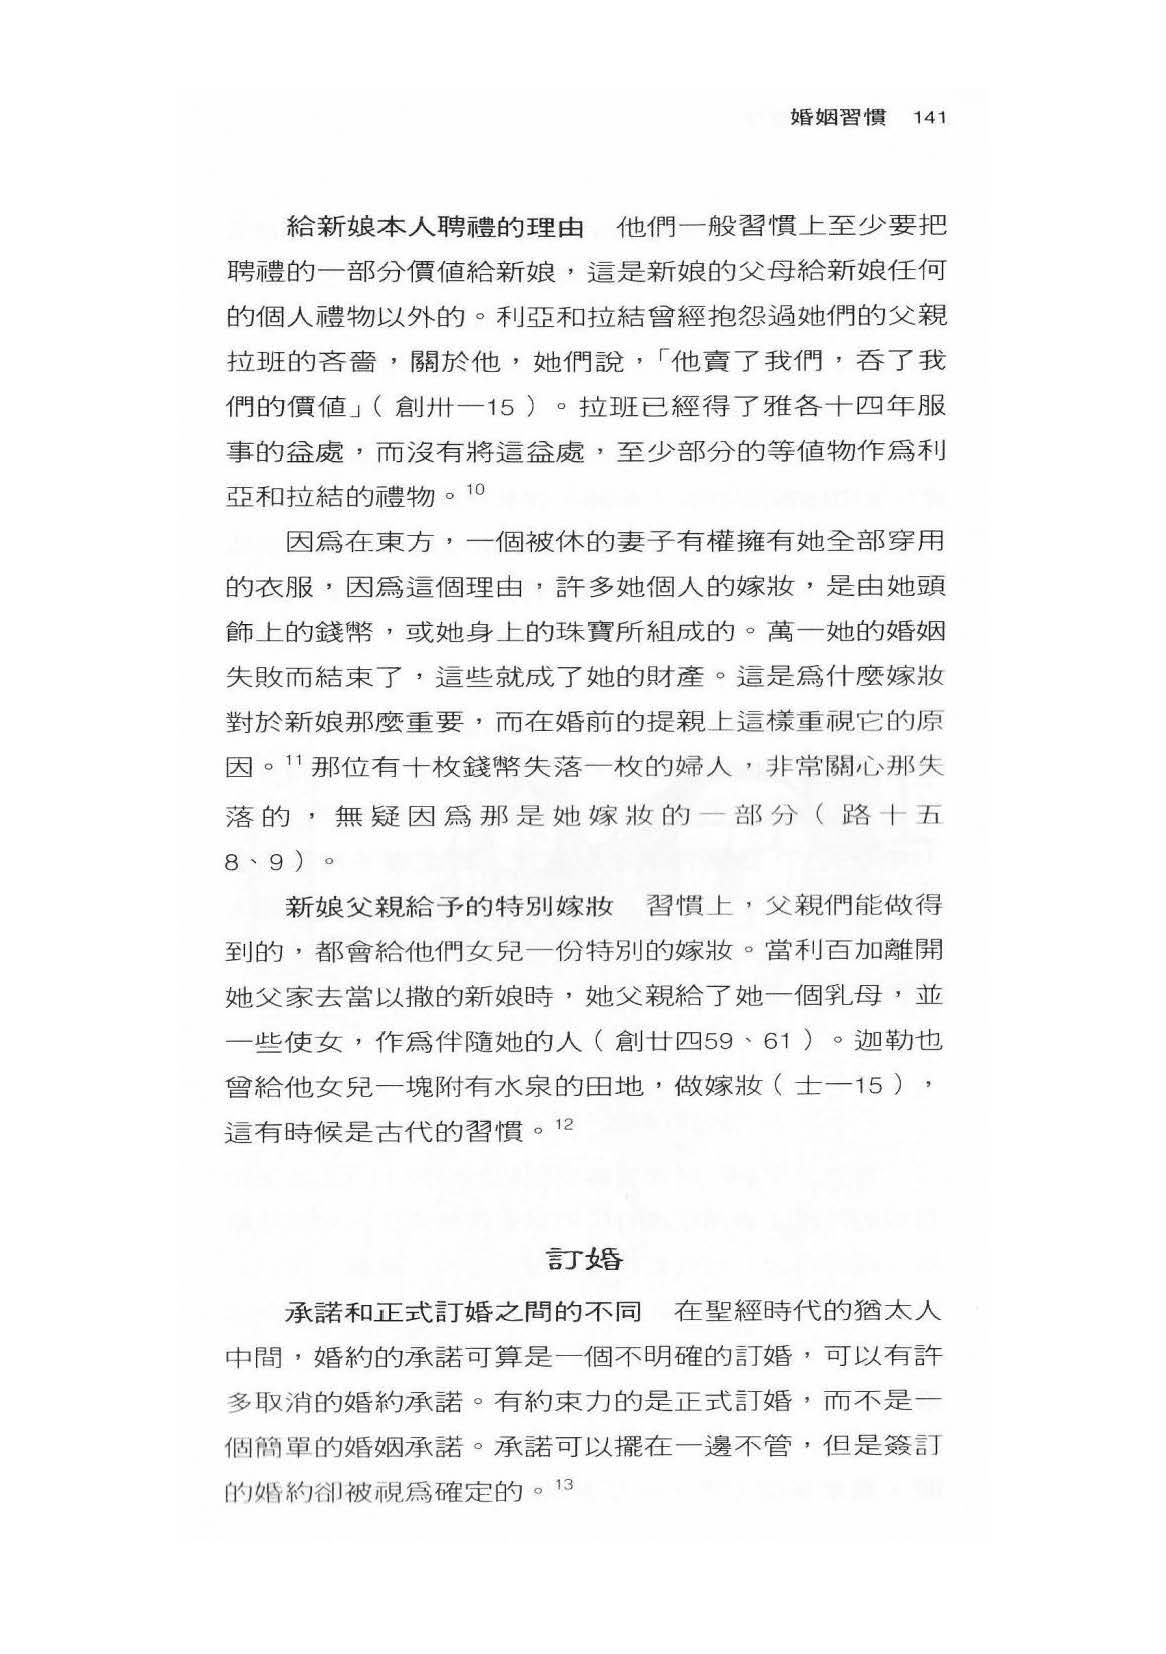 婚姻習慣 141
給新娘本人聘禮的理由 他們一般習慣上至少要把
聘禮的一部分價值給新娘，這是新娘的父母給新娘任何
的個人禮物以外的。利亞和拉結曾經抱怨過她們的父親
拉班的吝嗇，關於他，她們說，「他賣了我們，吞了我
們的價值」（創卅一15）。拉班已經得了雅各十四年服
事的益處，而沒有將這益處，至少部分的等值物作爲利
亞和拉結的禮物。10
因爲在東方，一個被休的妻子有權擁有她全部穿用
的衣服，因爲這個理由，許多她個人的嫁妝，是由她頭
飾上的錢幣，或她身上的珠寶所組成的。萬一她的婚姻
失敗而結束了，這些就成了她的財產。這是爲什麼嫁妝
對於新娘那麼重要，而在婚前的提親上這樣重視它的原
因。11那位有十枚錢幣失落一枚的婦人，非常關心那失
落的，無疑因爲那是她嫁妝的一部分（路十五
8、9）。
新娘父親給予的特別嫁妝 習慣上，父親們能做得
到的，都會給他們女兒一份特別的嫁妝。當利百加離開
她父家去當以撒的新娘時，她父親給了她一個乳母，並
一些使女，作爲伴隨她的人（創廿四59、61）。迦勒也
曾給他女兒一塊附有水泉的田地，做嫁妝（士一15），
這有時候是古代的習慣。12
訂婚
承諾和正式訂婚之間的不同 在聖經時代的猶太人
中間，婚約的承諾可算是一個不明確的訂婚，可以有許
多取消的婚約承諾。有約束力的是正式訂婚，而不是一
個簡單的婚姻承諾。承諾可以擺在一邊不管，但是簽訂
的婚約卻被視爲確定的。13